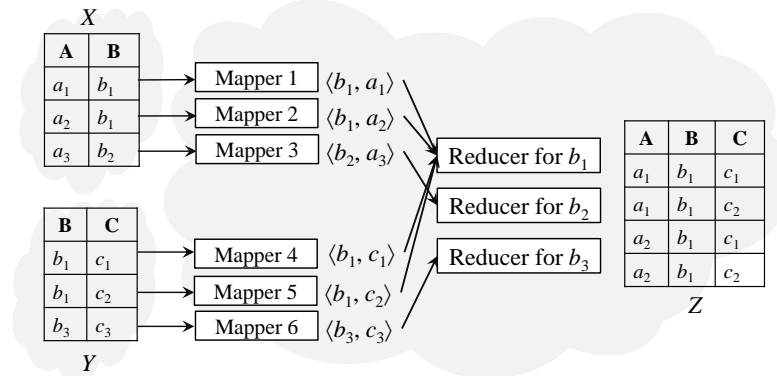 X
A B
a₁ b₁
a₂ b₁
a₃ b₂
Mapper 1 ⟨b₁, a₁⟩
Mapper 2 ⟨b₁, a₂⟩
Mapper 3 ⟨b₂, a₃⟩
B C
b₁ c₁
b₁ c₂
b₃ c₃
Y
Mapper 4 ⟨b₁, c₁⟩
Mapper 5 ⟨b₁, c₂⟩
Mapper 6 ⟨b₃, c₃⟩
Reducer for b₁
Reducer for b₂
Reducer for b₃
A B C
a₁ b₁ c₁
a₁ b₁ c₂
a₂ b₁ c₁
a₂ b₁ c₂
Z